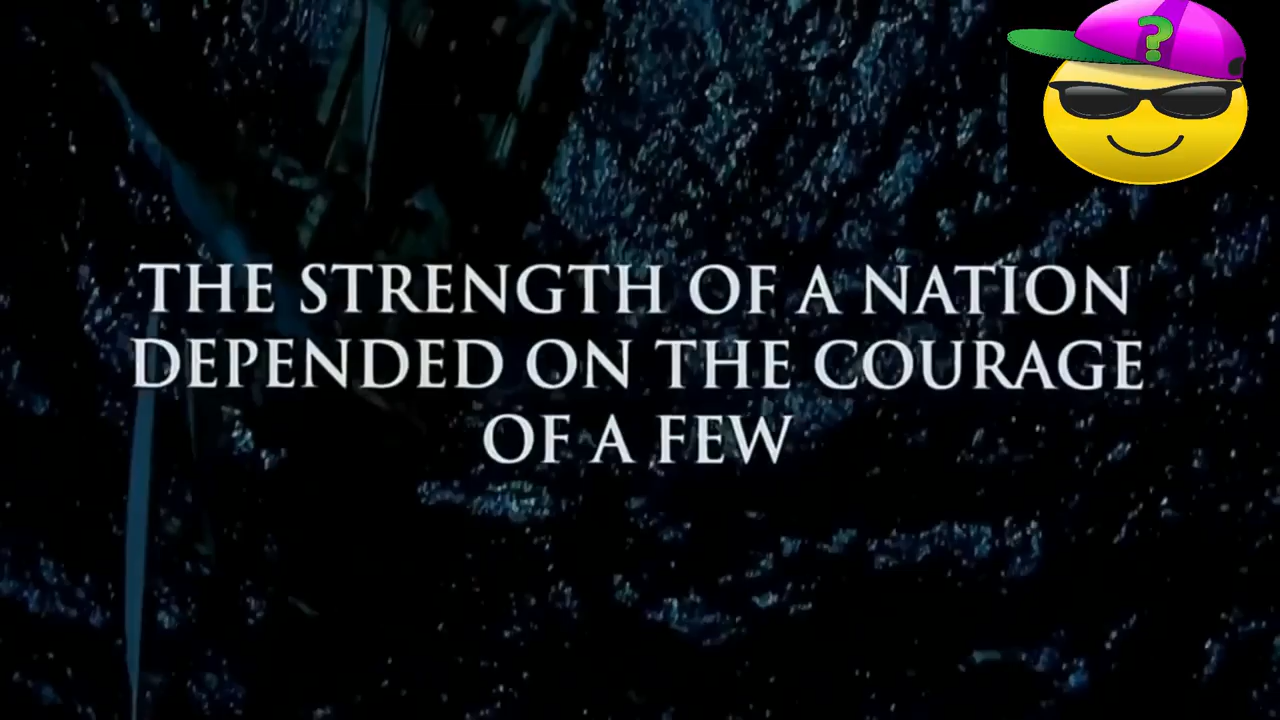 ?
THE STRENGTH OF A NATION
DEPENDED ON THE COURAGE
OF A FEW